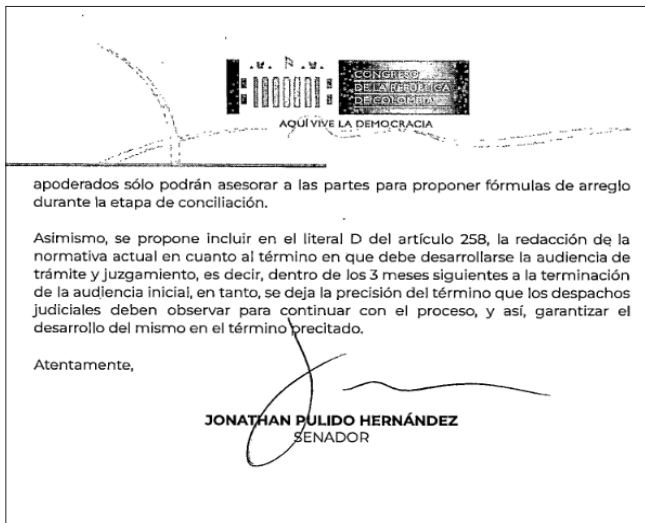 CONGRESO
DE LA REPÚBLICA
DE COLOMBIA
AQUÍ VIVE LA DEMOCRACIA
apoderados sólo podrán asesorar a las partes para proponer fórmulas de arreglo
durante la etapa de conciliación.
Asimismo, se propone incluir en el literal D del artículo 258, la redacción de la
normativa actual en cuanto al término en que debe desarrollarse la audiencia de
trámite y juzgamiento, es decir, dentro de los 3 meses siguientes a la terminación
de la audiencia inicial, en tanto, se deja la precisión del término que los despachos
judiciales deben observar para continuar con el proceso, y así, garantizar el
desarrollo del mismo en el término precitado.
Atentamente,
JONATHAN PULIDO HERNÁNDEZ
SENADOR